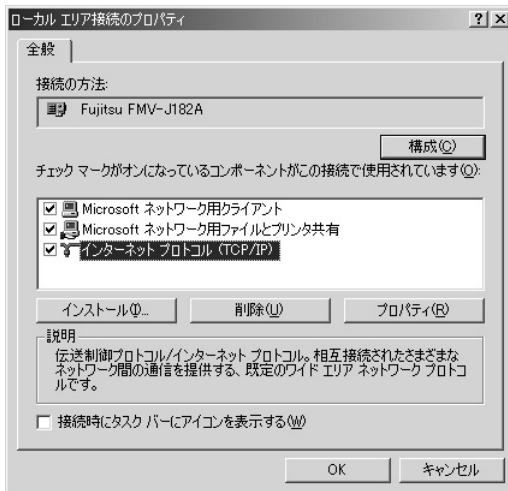 ローカル エリア接続のプロパティ
全般
接続の方法:
Fujitsu FMV-J182A
構成(C)
チェック マークがオンになっているコンポーネントがこの接続で使用されています(O):
Microsoft ネットワーク用クライアント
Microsoft ネットワーク用ファイルとプリンタ共有
インターネット プロトコル (TCP/IP)
インストール(I)... 削除(U) プロパティ(R)
説明
伝送制御プロトコル/インターネット プロトコル。相互接続されたさまざまな
ネットワーク間の通信を提供する、既定のワイド エリア ネットワーク プロトコ
ルです。
接続時にタスク バーにアイコンを表示する(W)
OK キャンセル